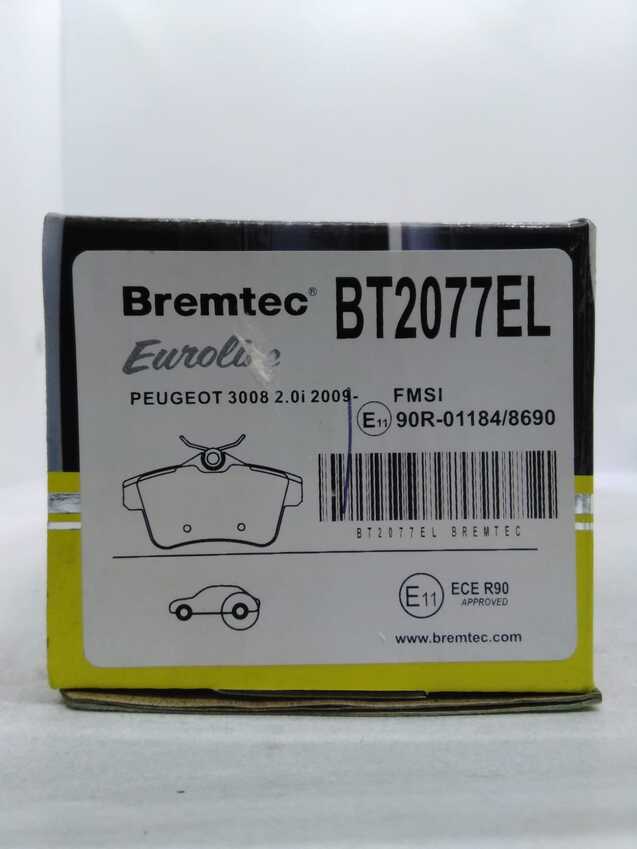 Bremtec® BT2077EL
Euroline
PEUGEOT 3008 2.0i 2009-
FMSI
E11 90R-01184/8690
BT2077EL BREMTEC
E11 ECE R90
APPROVED
www.bremtec.com